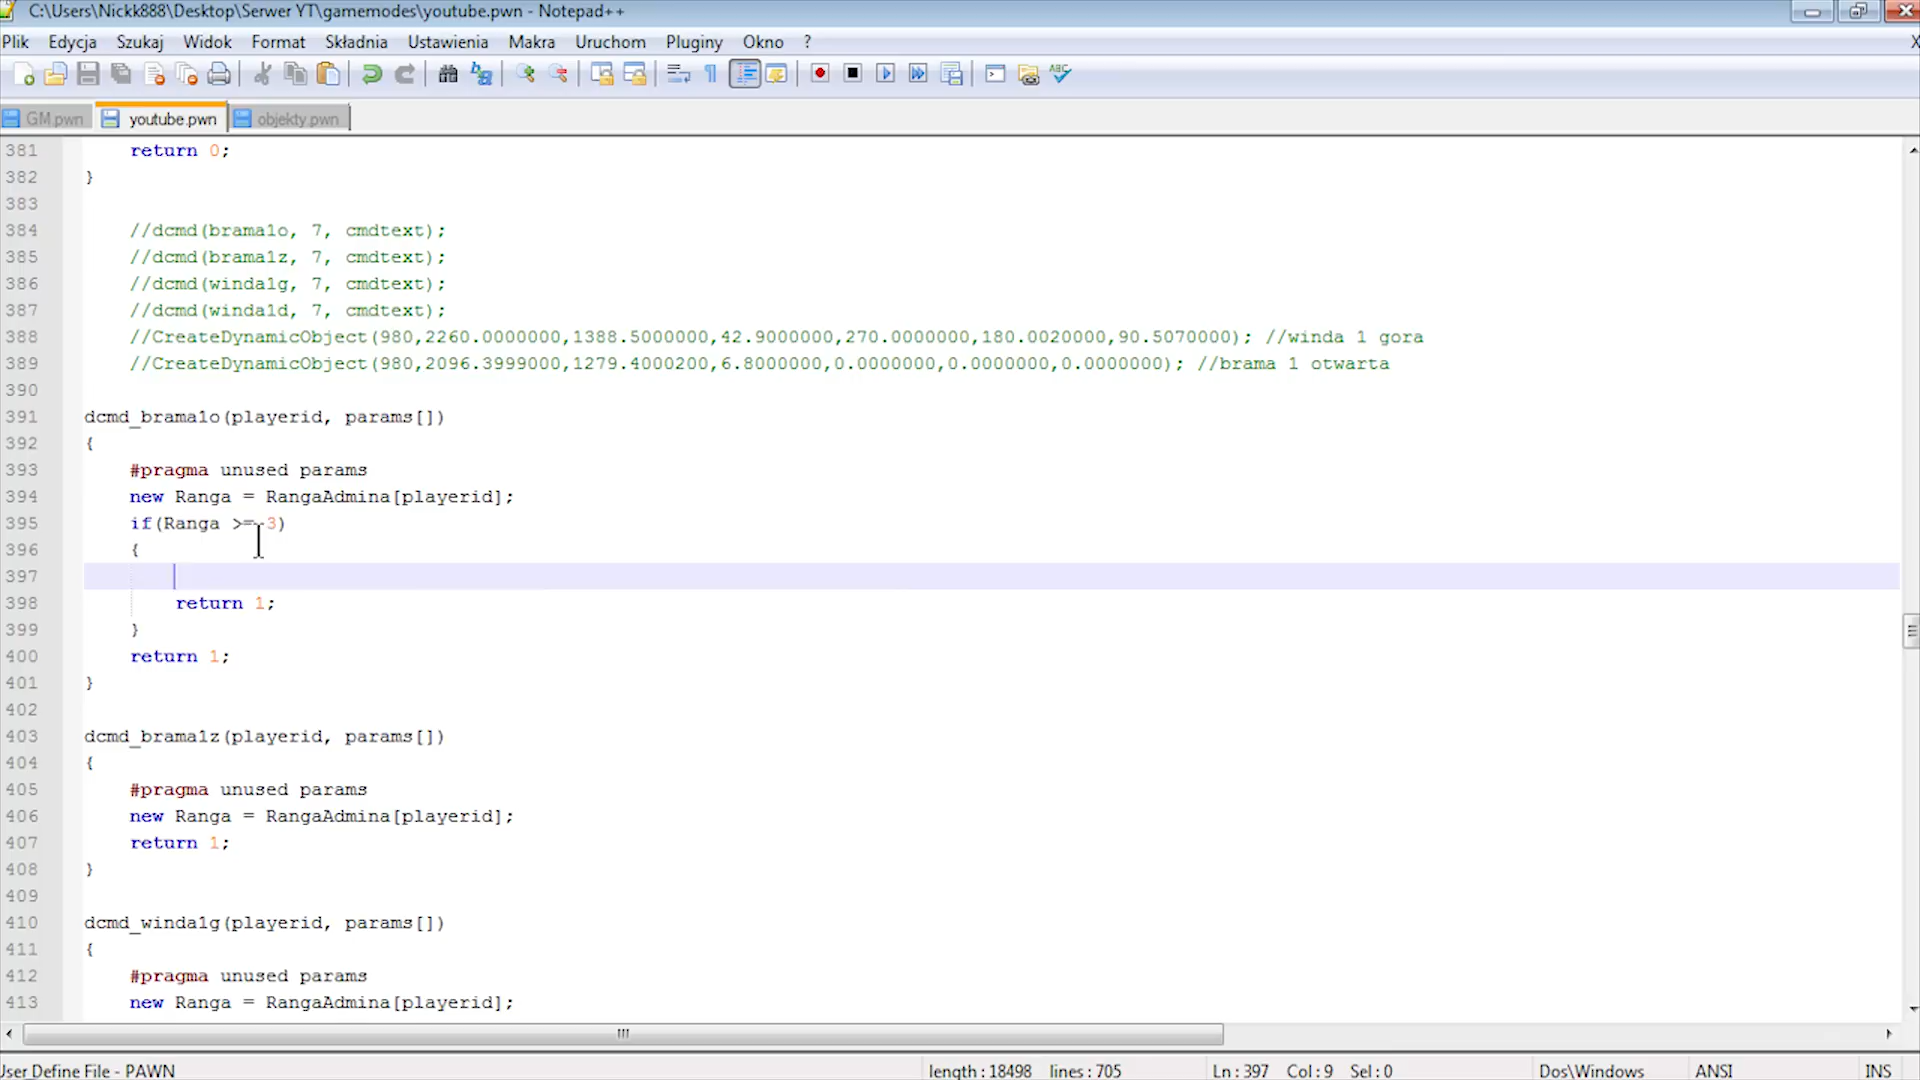 C:\Users\Nickk888\Desktop\Serwer YT\gamemodes\youtube.pwn - Notepad++
Plik Edycja Szukaj Widok Format Składnia Ustawienia Makra Uruchom Pluginy Okno ? X
GM.pwn youtube.pwn objekty.pwn
381 return 0;
382 }
383
384 //dcmd(brama1o, 7, cmdtext);
385 //dcmd(brama1z, 7, cmdtext);
386 //dcmd(winda1g, 7, cmdtext);
387 //dcmd(winda1d, 7, cmdtext);
388 //CreateDynamicObject(980,2260.0000000,1388.5000000,42.9000000,270.0000000,180.0020000,90.5070000); //winda 1 gora
389 //CreateDynamicObject(980,2096.3999000,1279.4000200,6.8000000,0.0000000,0.0000000,0.0000000); //brama 1 otwarta
390
391 dcmd_brama1o(playerid, params[])
392 {
393 #pragma unused params
394 new Ranga = RangaAdmina[playerid];
395 if(Ranga >= 3)
396 {
397
398 return 1;
399 }
400 return 1;
401 }
402
403 dcmd_brama1z(playerid, params[])
404 {
405 #pragma unused params
406 new Ranga = RangaAdmina[playerid];
407 return 1;
408 }
409
410 dcmd_winda1g(playerid, params[])
411 {
412 #pragma unused params
413 new Ranga = RangaAdmina[playerid];
User Define File - PAWN length : 18498 lines : 705 Ln : 397 Col : 9 Sel : 0 Dos\Windows ANSI INS